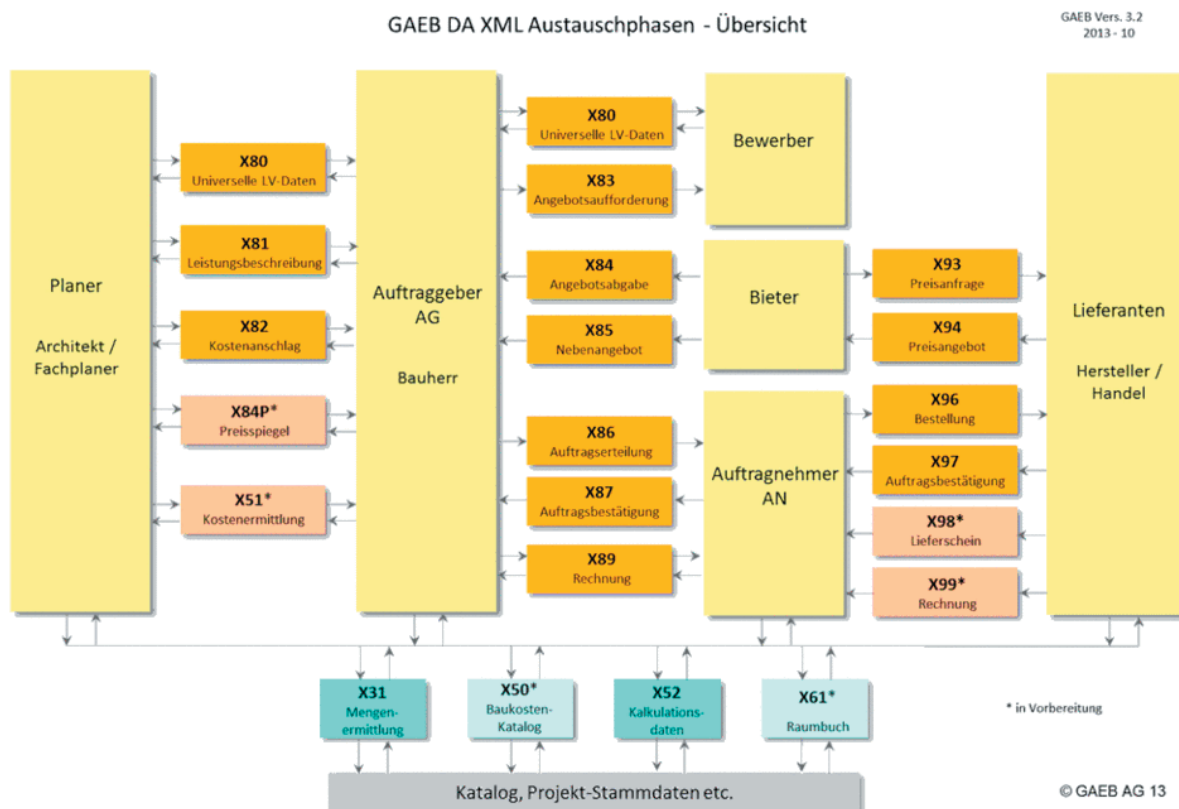 GAEB DA XML Austauschphasen - Übersicht
GAEB Vers. 3.2
2013 - 10
Planer
Architekt /
Fachplaner
X80
Universelle LV-Daten
X81
Leistungsbeschreibung
X82
Kostenanschlag
X84P*
Preisspiegel
X51*
Kostenermittlung
Auftraggeber
AG
Bauherr
X80
Universelle LV-Daten
X83
Angebotsaufforderung
X84
Angebotsabgabe
X85
Nebenangebot
X86
Auftragserteilung
X87
Auftragsbestätigung
X89
Rechnung
Bewerber
Bieter
Auftragnehmer
AN
X93
Preisanfrage
X94
Preisangebot
X96
Bestellung
X97
Auftragsbestätigung
X98*
Lieferschein
X99*
Rechnung
Lieferanten
Hersteller /
Handel
X31
Mengen-
ermittlung
X50*
Baukosten-
Katalog
X52
Kalkulations-
daten
X61*
Raumbuch
* in Vorbereitung
Katalog, Projekt-Stammdaten etc.
© GAEB AG 13